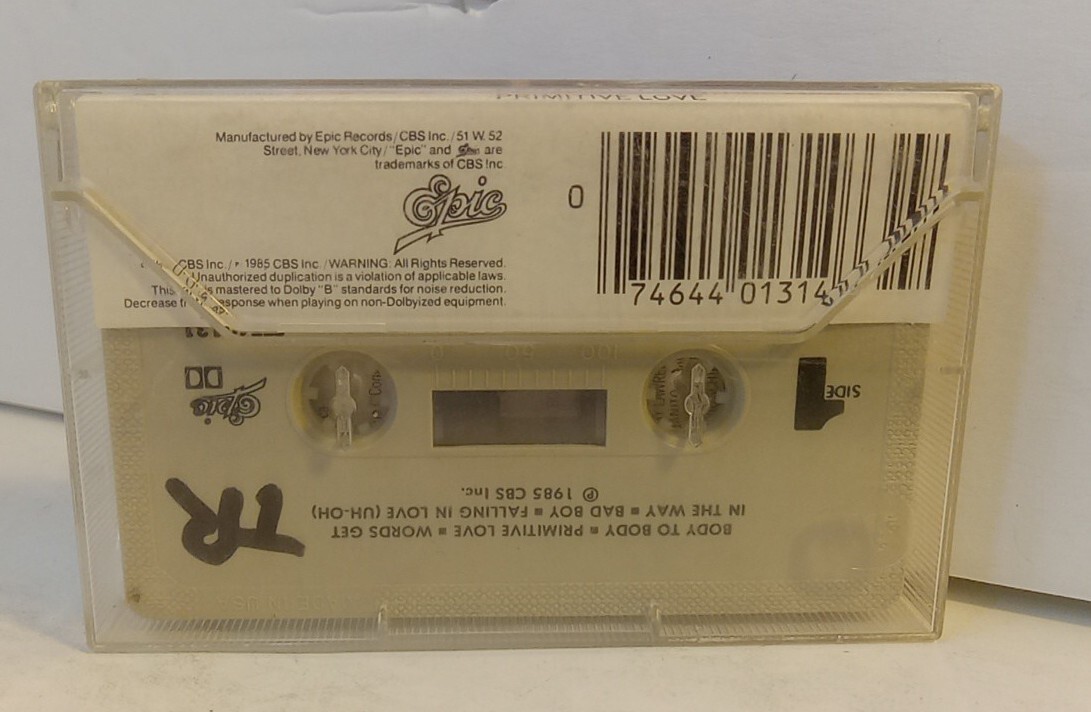 PRIMITIVE LOVE
Manufactured by Epic Records/CBS Inc./51 W. 52
Street, New York City/"Epic" and Epic are
trademarks of CBS Inc
Epic
0
74644 01314
CBS Inc./℗ 1985 CBS Inc./WARNING: All Rights Reserved.
Unauthorized duplication is a violation of applicable laws.
This is mastered to Dolby "B" standards for noise reduction.
Decrease response when playing on non-Dolbyized equipment.
100 50 0
SIDE 1
Epic
BODY TO BODY ■ PRIMITIVE LOVE ■ WORDS GET
IN THE WAY ■ BAD BOY ■ FALLING IN LOVE (UH-OH)
℗ 1985 CBS Inc.
TR